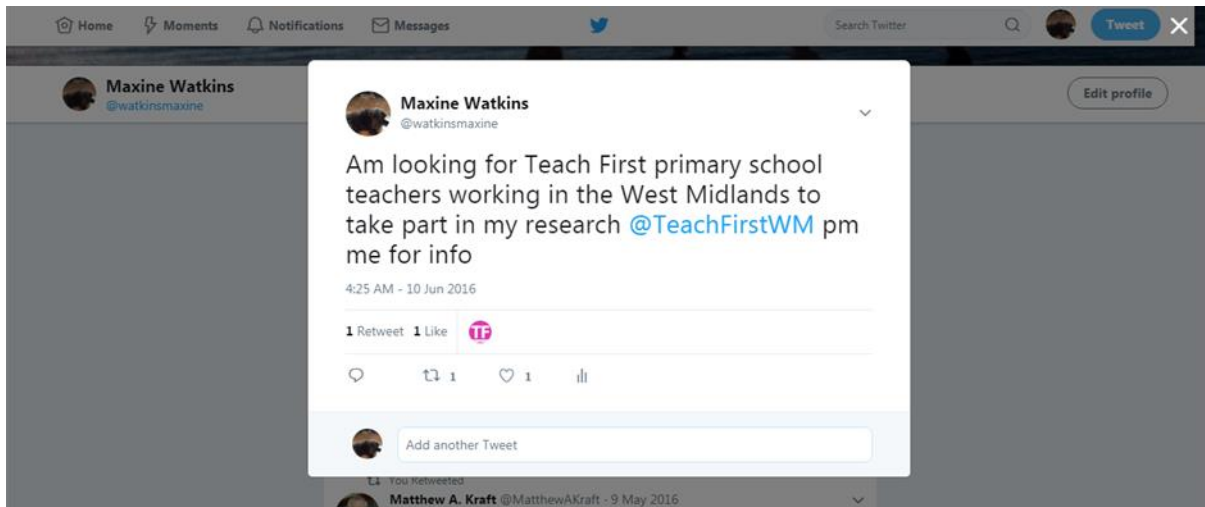 Home Moments Notifications Messages Search Twitter Tweet
Maxine Watkins
@watkinsmaxine
Edit profile
Maxine Watkins
@watkinsmaxine
Am looking for Teach First primary school
teachers working in the West Midlands to
take part in my research @TeachFirstWM pm
me for info
4:25 AM - 10 Jun 2016
1 Retweet 1 Like TF
1 1
Add another Tweet
You Retweeted
Matthew A. Kraft @MatthewAKraft - 9 May 2016